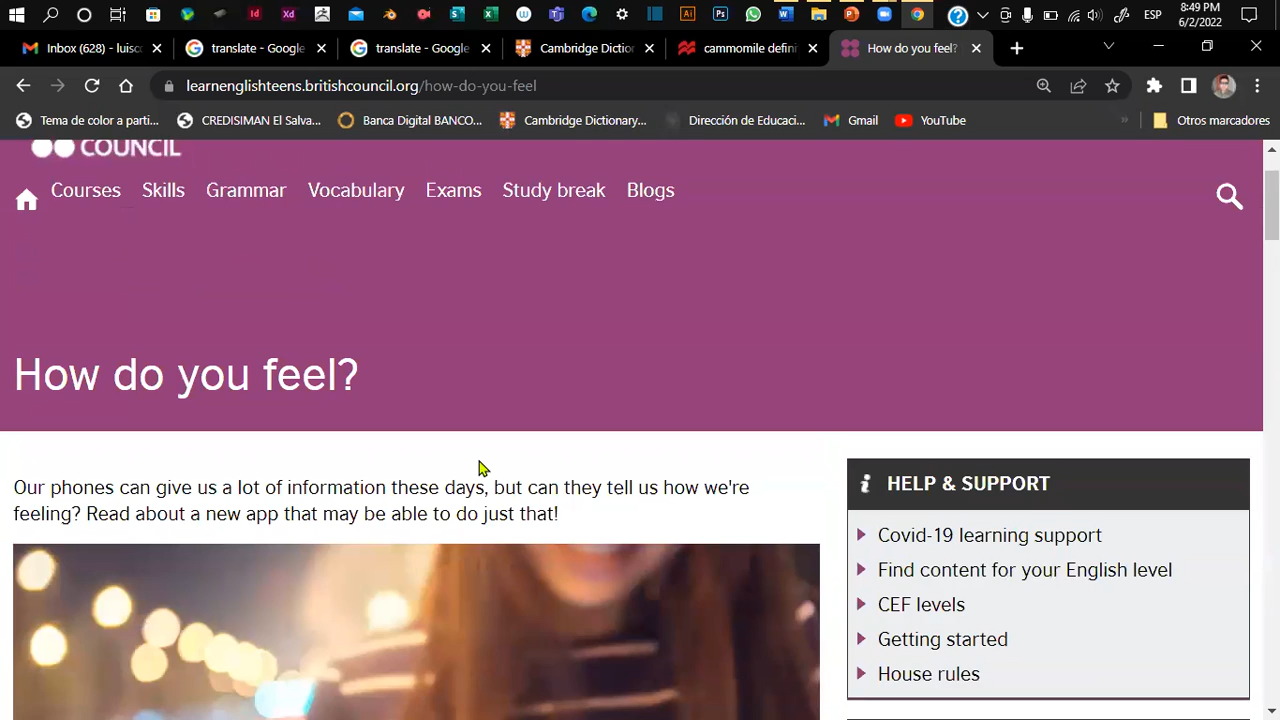 8:49 PM
ESP
6/2/2022
Inbox (628) - luisc
translate - Google
translate - Google
Cambridge Dictio
cammomile defini
How do you feel?
learnenglishteens.britishcouncil.org/how-do-you-feel
Tema de color a parti...
CREDISIMAN El Salva...
Banca Digital BANCO...
Cambridge Dictionary...
Dirección de Educaci...
Gmail
YouTube
Otros marcadores
COUNCIL
Courses
Skills
Grammar
Vocabulary
Exams
Study break
Blogs
How do you feel?
Our phones can give us a lot of information these days, but can they tell us how we're
feeling? Read about a new app that may be able to do just that!
HELP & SUPPORT
Covid-19 learning support
Find content for your English level
CEF levels
Getting started
House rules